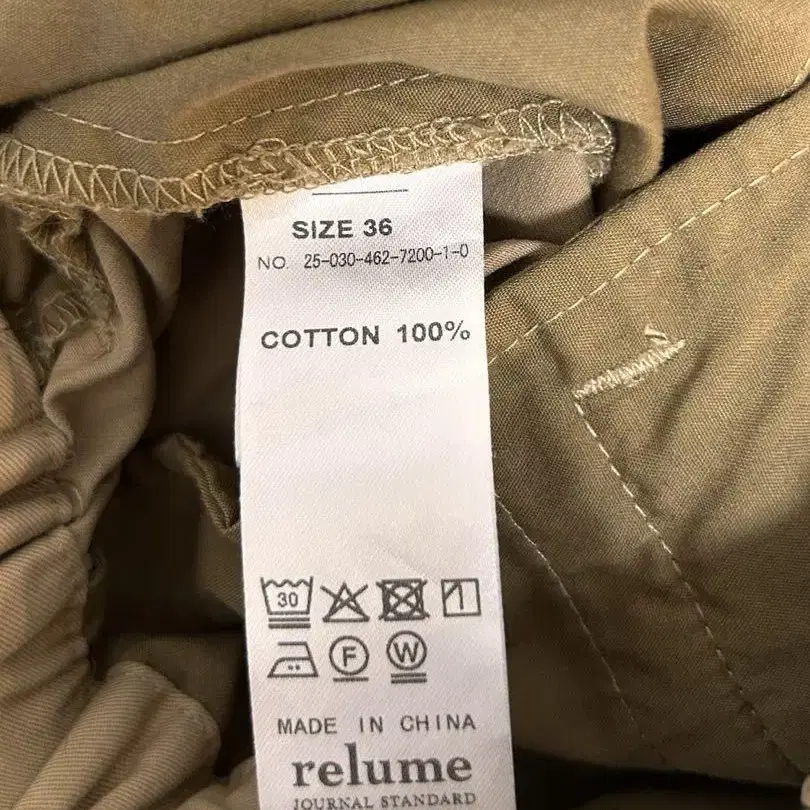 SIZE 36
NO. 25-030-462-7200-1-0
COTTON 100%
30
F W
MADE IN CHINA
relume
JOURNAL STANDARD